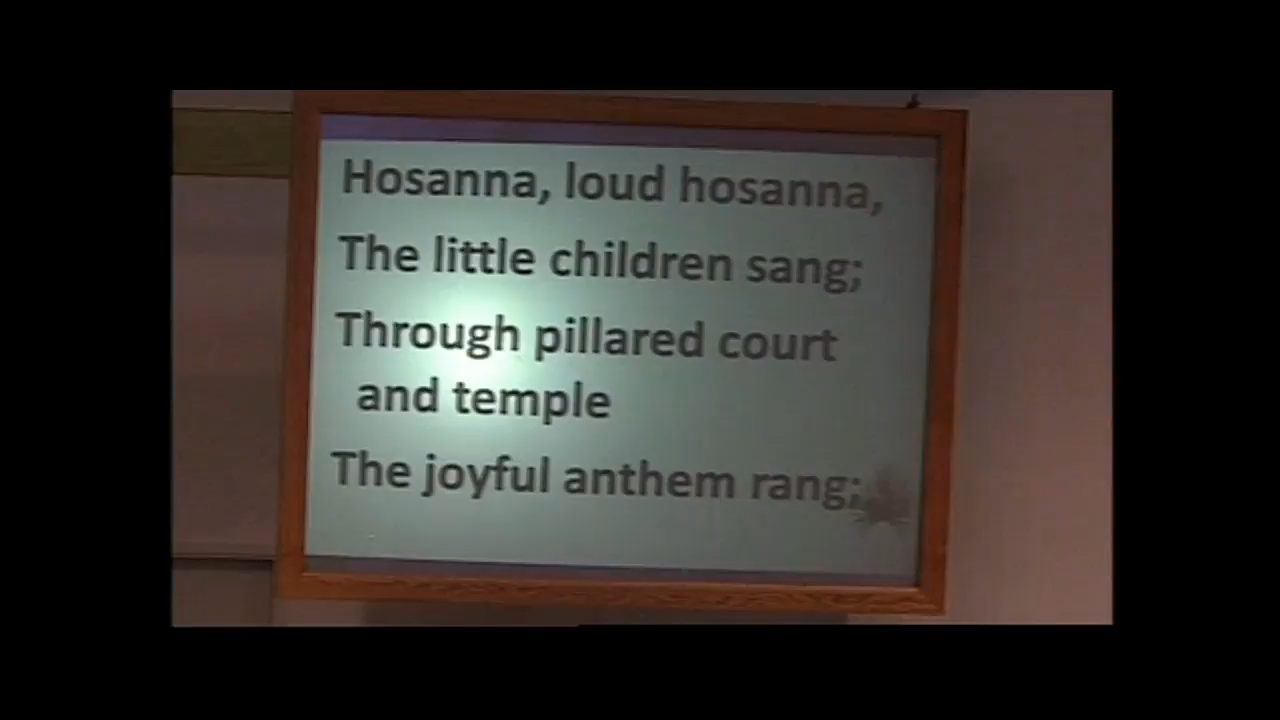 Hosanna, loud hosanna,
The little children sang;
Through pillared court
and temple
The joyful anthem rang;